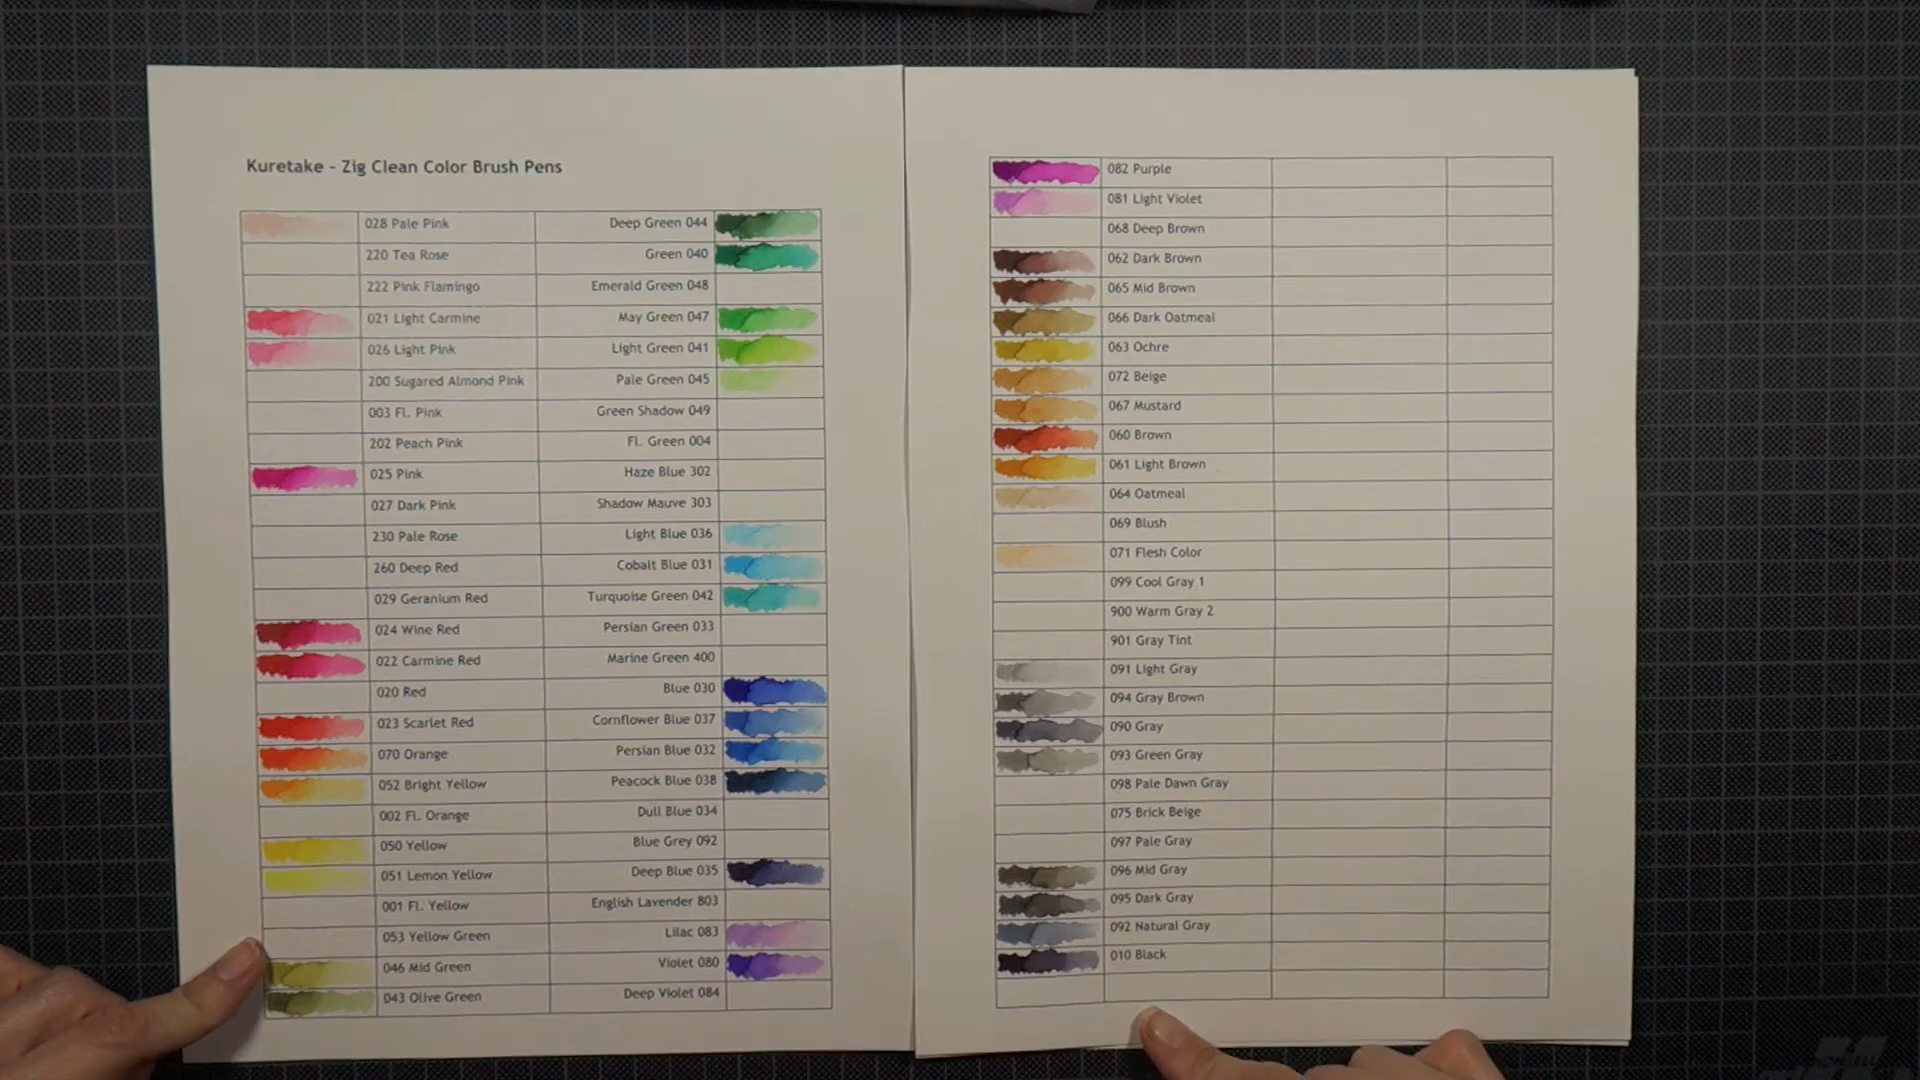 Kuretake - Zig Clean Color Brush Pens
028 Pale Pink Deep Green 044
220 Tea Rose Green 040
222 Pink Flamingo Emerald Green 048
021 Light Carmine May Green 047
026 Light Pink Light Green 041
200 Sugared Almond Pink Pale Green 045
003 Fl. Pink Green Shadow 049
202 Peach Pink Fl. Green 004
025 Pink Haze Blue 302
027 Dark Pink Shadow Mauve 303
230 Pale Rose Light Blue 036
260 Deep Red Cobalt Blue 031
029 Geranium Red Turquoise Green 042
024 Wine Red Persian Green 033
022 Carmine Red Marine Green 400
020 Red Blue 030
023 Scarlet Red Cornflower Blue 037
070 Orange Persian Blue 032
052 Bright Yellow Peacock Blue 038
002 Fl. Orange Dull Blue 034
050 Yellow Blue Grey 092
051 Lemon Yellow Deep Blue 035
001 Fl. Yellow English Lavender 803
053 Yellow Green Lilac 083
046 Mid Green Violet 080
043 Olive Green Deep Violet 084
082 Purple
081 Light Violet
068 Deep Brown
062 Dark Brown
065 Mid Brown
066 Dark Oatmeal
063 Ochre
072 Beige
067 Mustard
060 Brown
061 Light Brown
064 Oatmeal
069 Blush
071 Flesh Color
099 Cool Gray 1
900 Warm Gray 2
901 Gray Tint
091 Light Gray
094 Gray Brown
090 Gray
093 Green Gray
098 Pale Dawn Gray
075 Brick Beige
097 Pale Gray
096 Mid Gray
095 Dark Gray
092 Natural Gray
010 Black